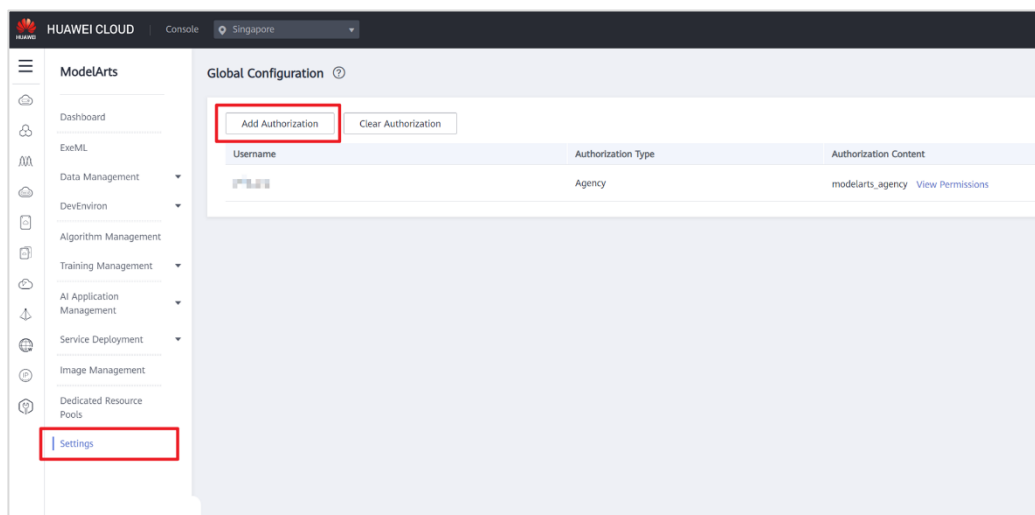 HUAWEI
HUAWEI CLOUD
Console
Singapore
ModelArts
Dashboard
ExeML
Data Management
DevEnviron
Algorithm Management
Training Management
AI Application
Management
Service Deployment
Image Management
Dedicated Resource
Pools
Settings
Global Configuration
Add Authorization Clear Authorization
Username Authorization Type Authorization Content
Agency modelarts_agency View Permissions